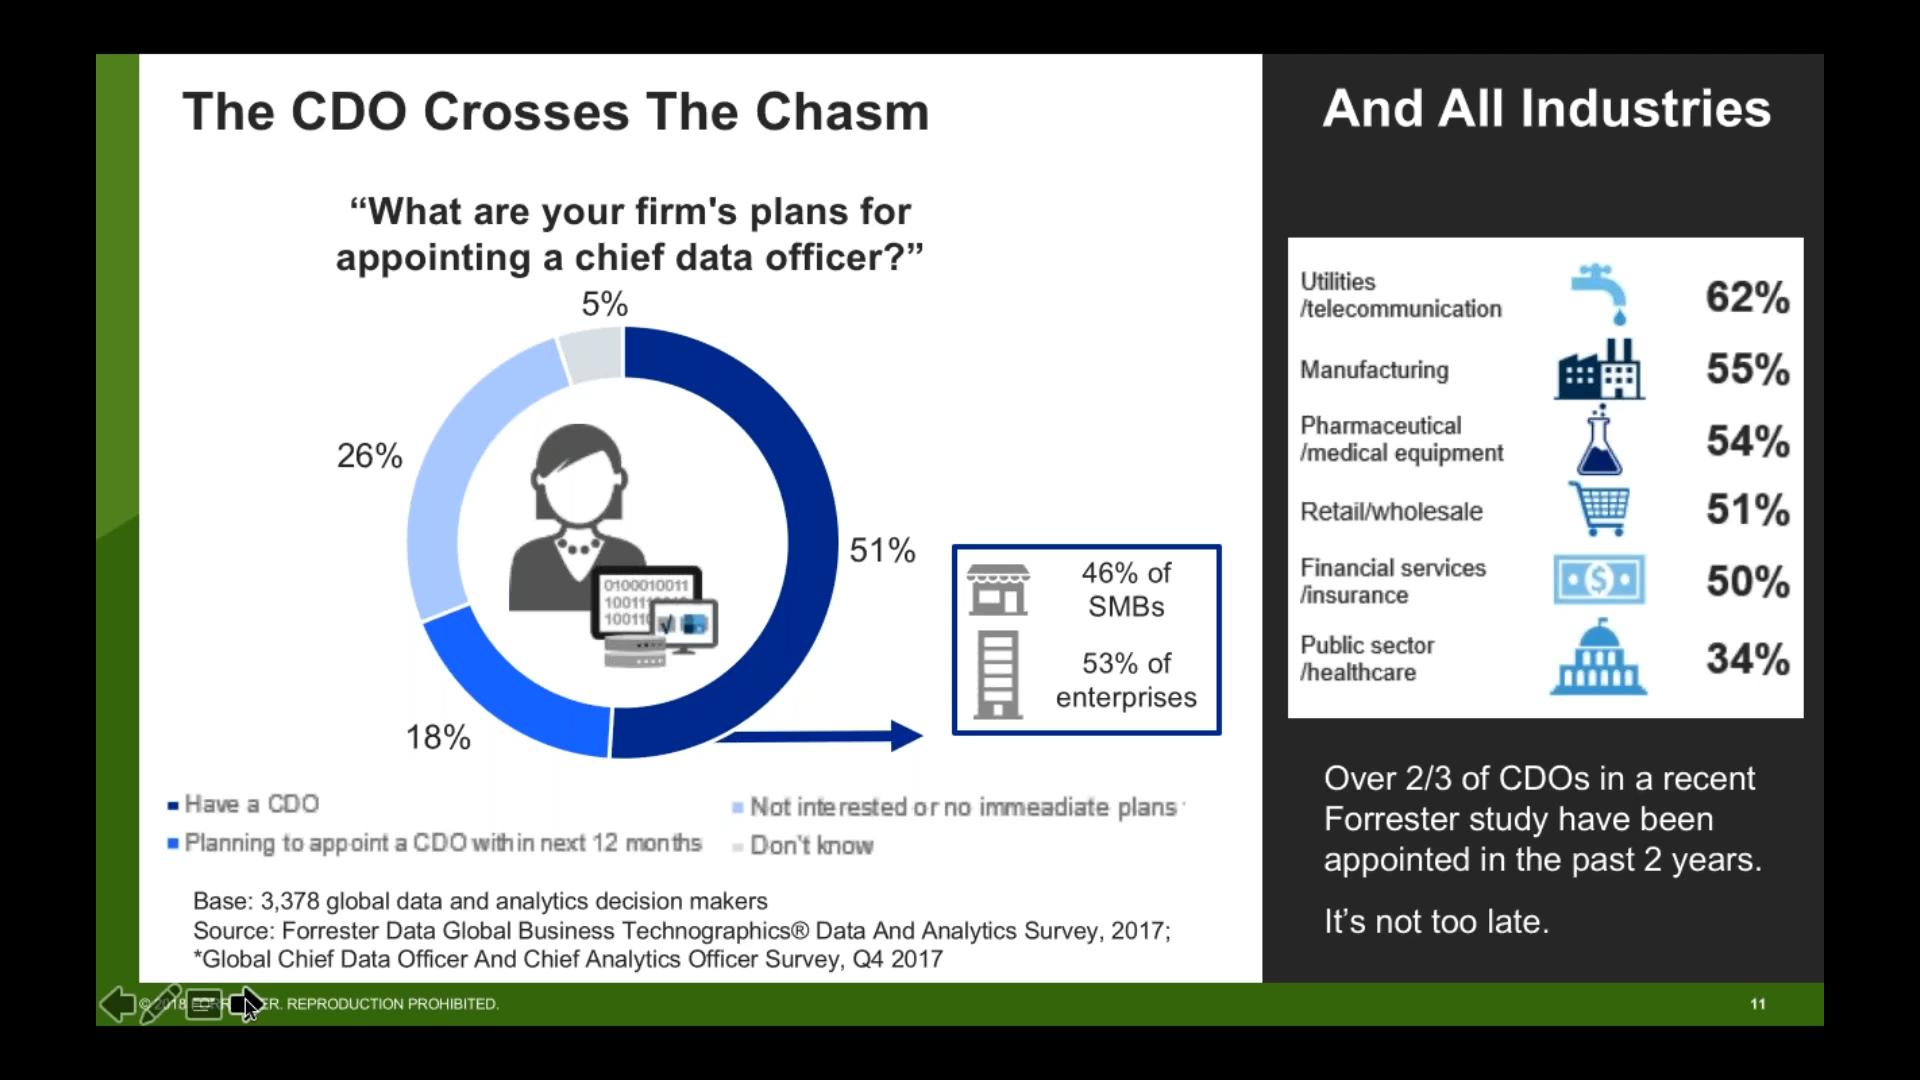 The CDO Crosses The Chasm
“What are your firm's plans for
appointing a chief data officer?”
5%
26%
51%
18%
0100010011
46% of
SMBs
53% of
enterprises
Have a CDO
Not interested or no immeadiate plans
Planning to appoint a CDO within next 12 months
Don't know
Base: 3,378 global data and analytics decision makers
Source: Forrester Data Global Business Technographics® Data And Analytics Survey, 2017;
*Global Chief Data Officer And Chief Analytics Officer Survey, Q4 2017
And All Industries
Utilities
/telecommunication
62%
Manufacturing
55%
Pharmaceutical
/medical equipment
54%
Retail/wholesale
51%
Financial services
/insurance
50%
Public sector
/healthcare
34%
Over 2/3 of CDOs in a recent
Forrester study have been
appointed in the past 2 years.
It’s not too late.
REPRODUCTION PROHIBITED.
11